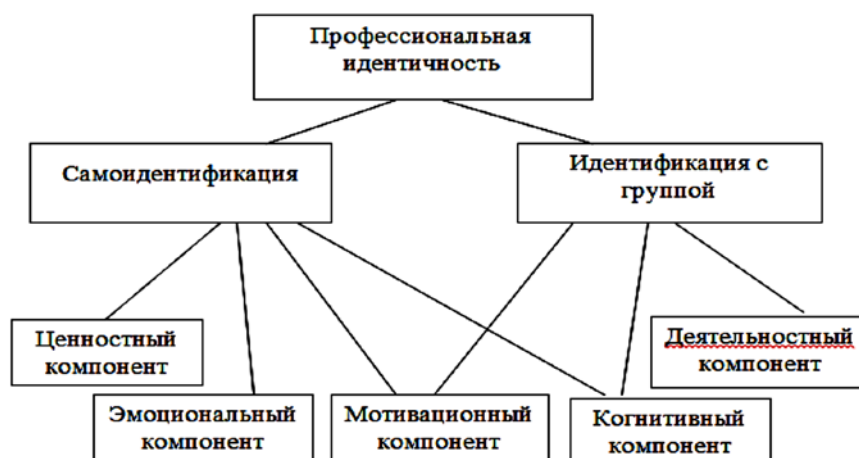 Профессиональная
идентичность
Самоидентификация
Идентификация с
группой
Ценностный
компонент
Деятельностный
компонент
Эмоциональный
компонент
Мотивационный
компонент
Когнитивный
компонент